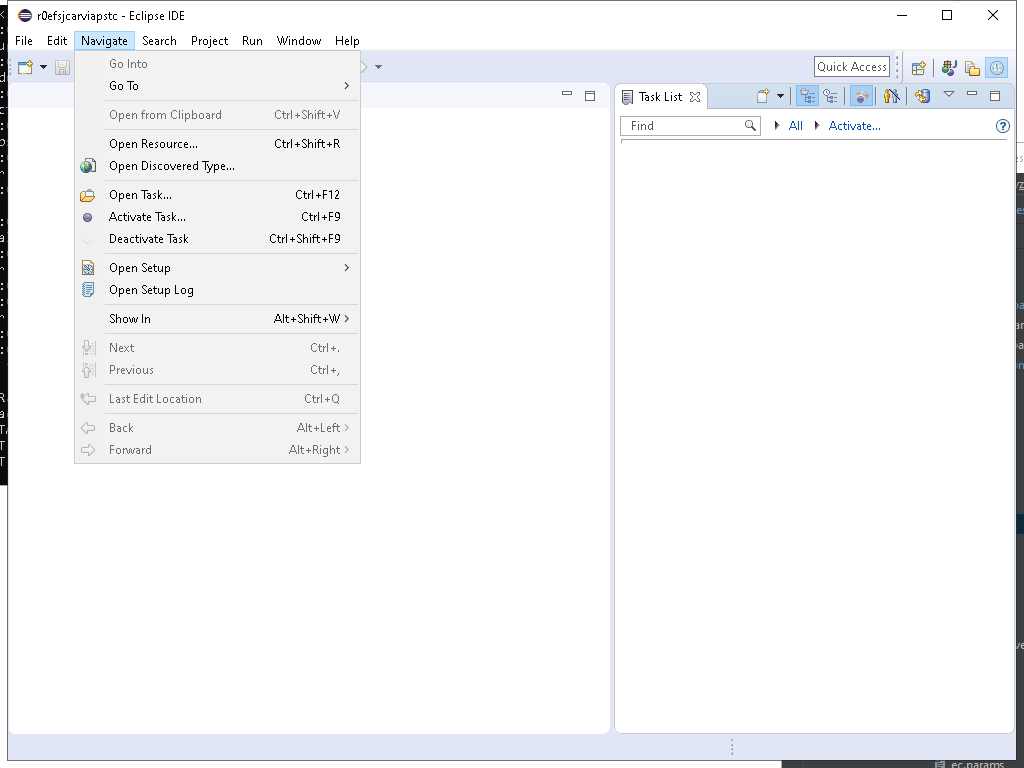 r0efsjcarviapstc - Eclipse IDE
File Edit Navigate Search Project Run Window Help
Quick Access
Go Into
Go To
Open from Clipboard Ctrl+Shift+V
Open Resource... Ctrl+Shift+R
Open Discovered Type...
Open Task... Ctrl+F12
Activate Task... Ctrl+F9
Deactivate Task Ctrl+Shift+F9
Open Setup
Open Setup Log
Show In Alt+Shift+W
Next Ctrl+.
Previous Ctrl+,
Last Edit Location Ctrl+Q
Back Alt+Left
Forward Alt+Right
Task List
Find All Activate...
ec.params